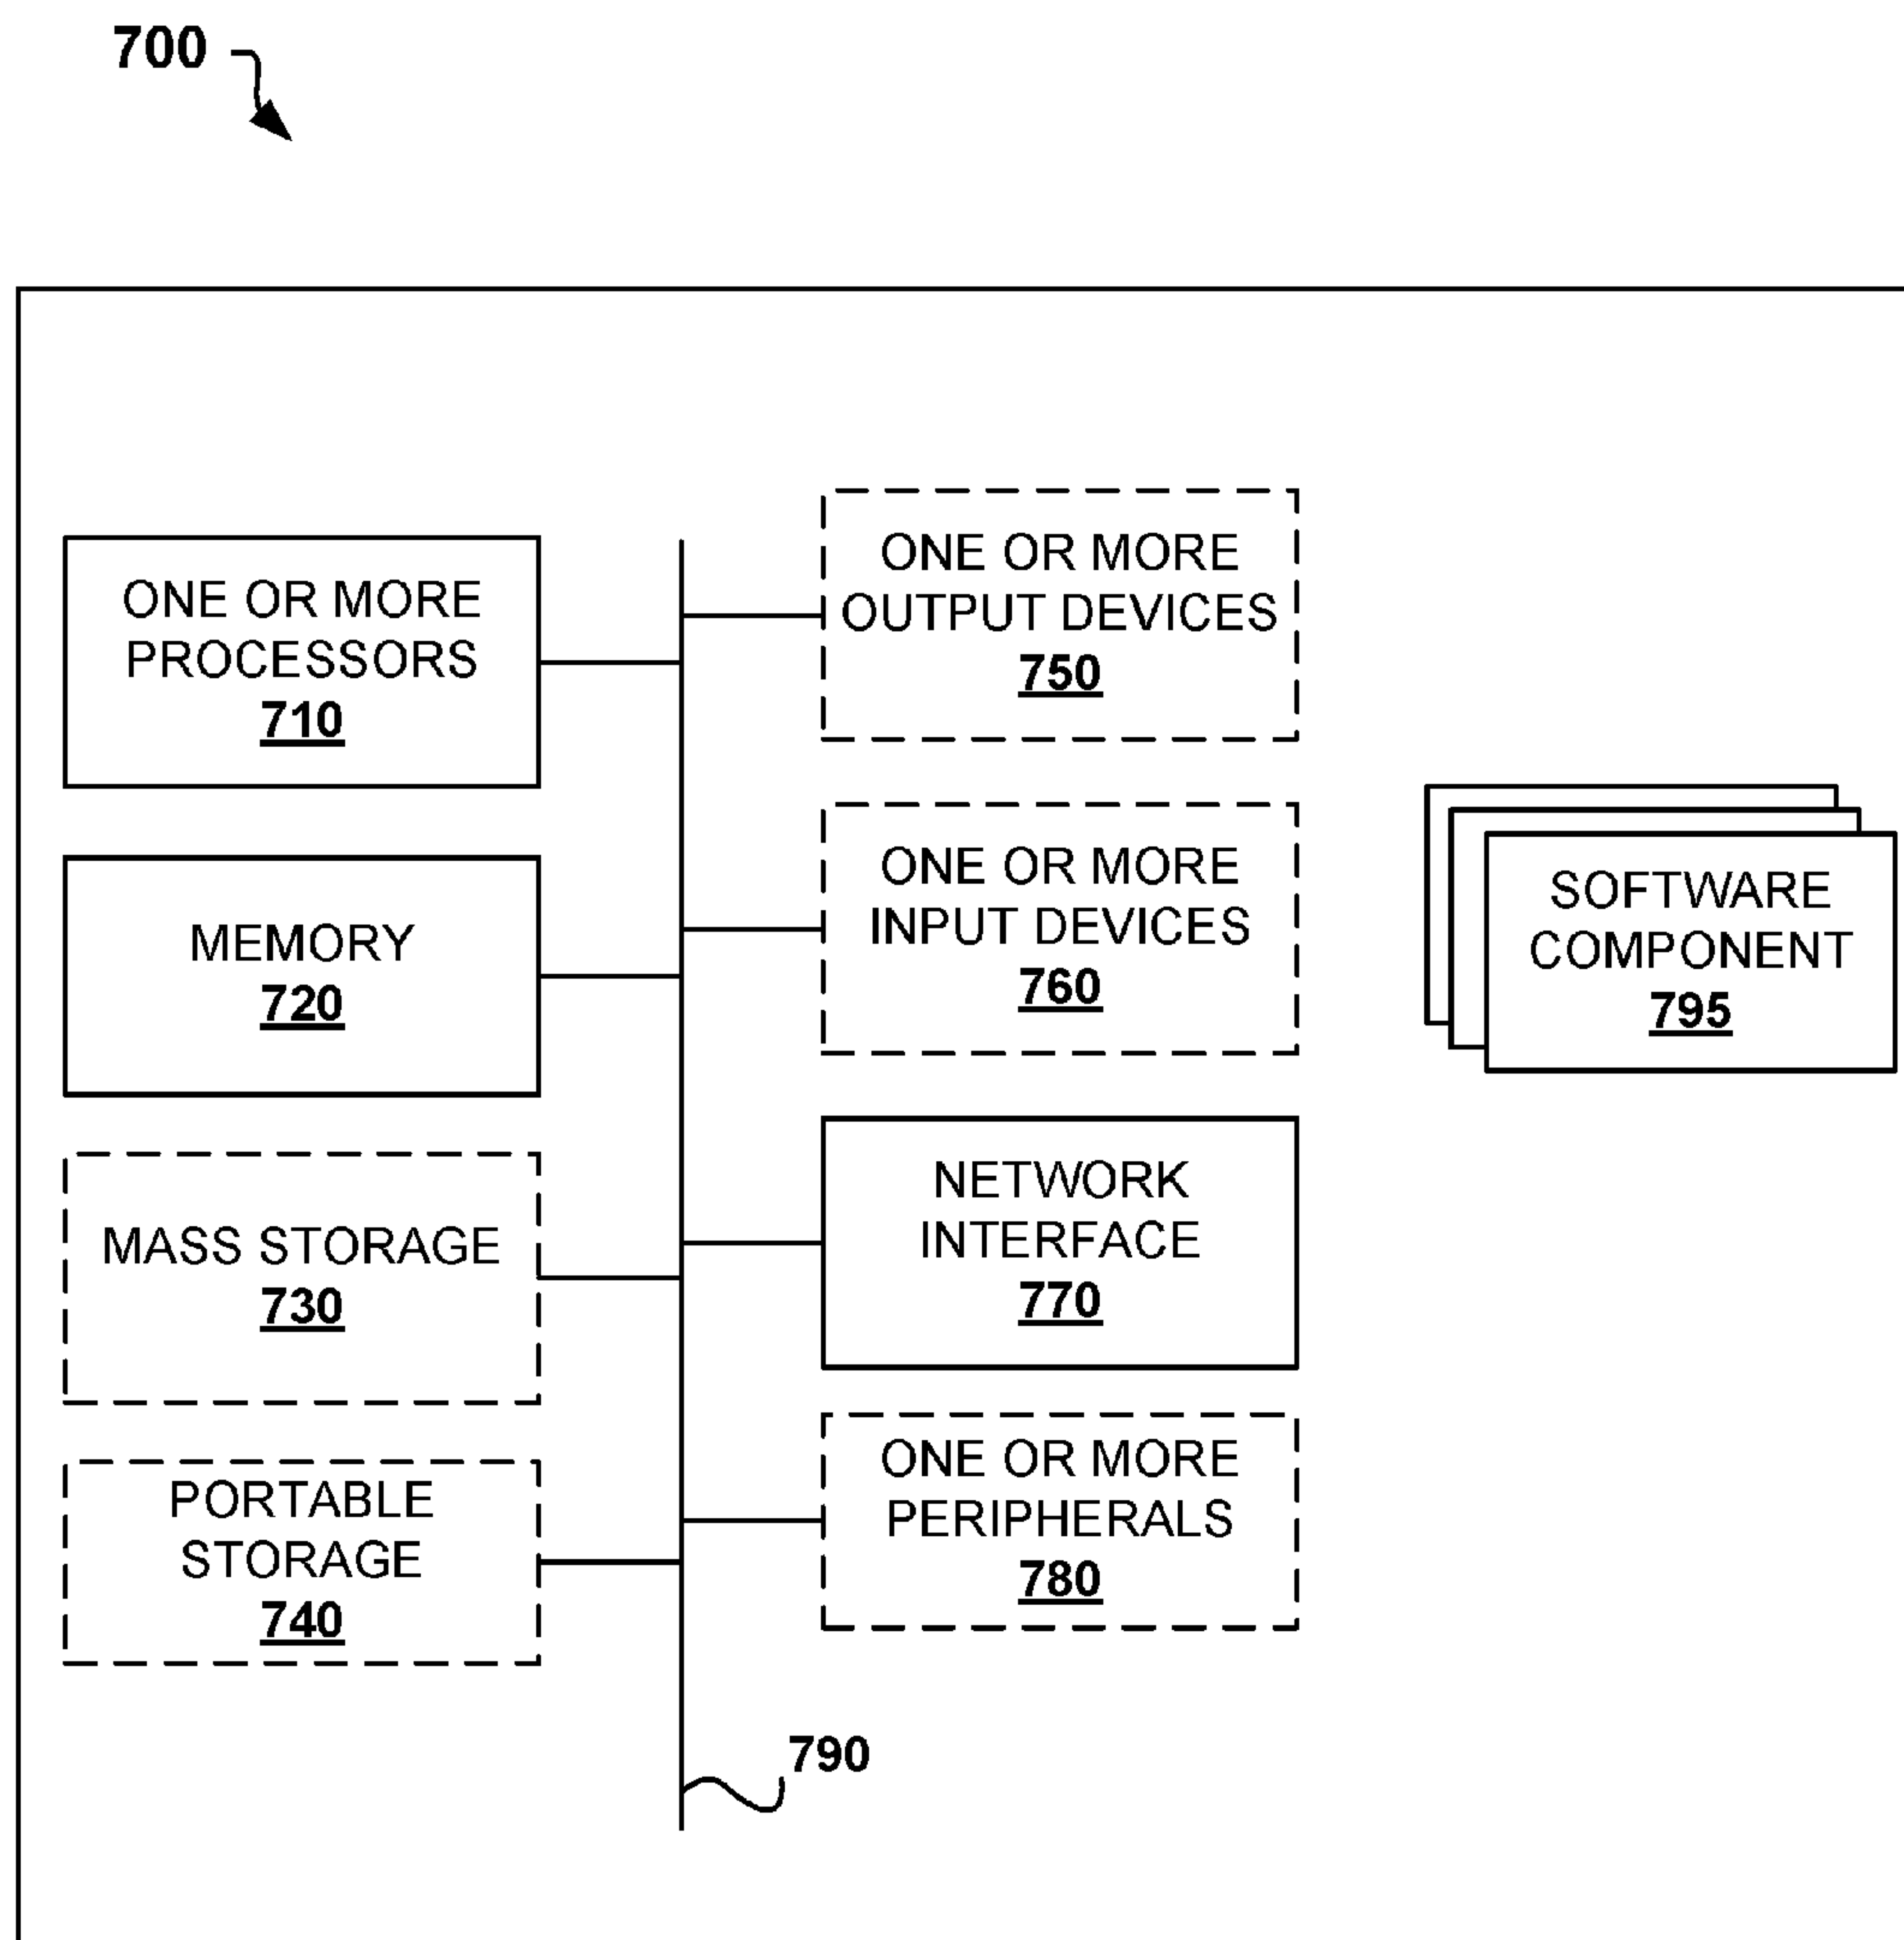 700
ONE OR MORE
PROCESSORS
710
MEMORY
720
MASS STORAGE
730
PORTABLE
STORAGE
740
ONE OR MORE
OUTPUT DEVICES
750
ONE OR MORE
INPUT DEVICES
760
NETWORK
INTERFACE
770
ONE OR MORE
PERIPHERALS
780
790
SOFTWARE
COMPONENT
795